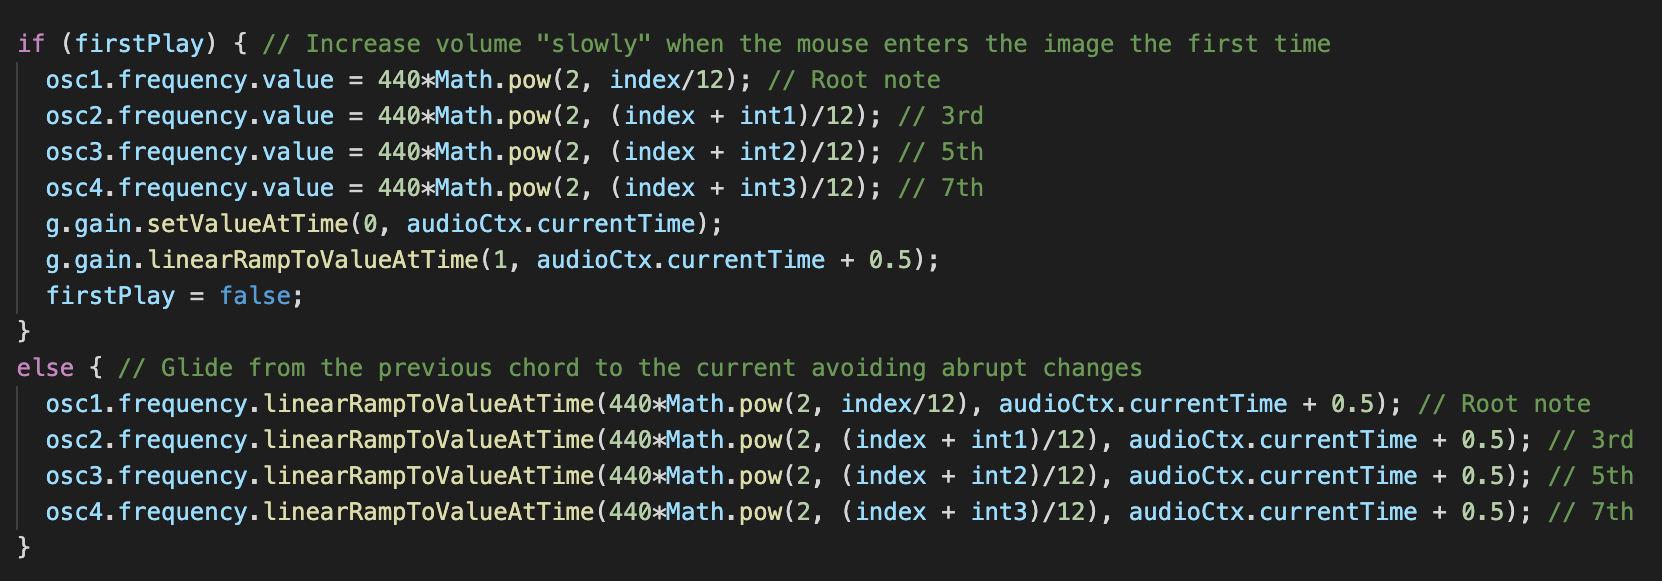 if (firstPlay) { // Increase volume "slowly" when the mouse enters the image the first time
  osc1.frequency.value = 440*Math.pow(2, index/12); // Root note
  osc2.frequency.value = 440*Math.pow(2, (index + int1)/12); // 3rd
  osc3.frequency.value = 440*Math.pow(2, (index + int2)/12); // 5th
  osc4.frequency.value = 440*Math.pow(2, (index + int3)/12); // 7th
  g.gain.setValueAtTime(0, audioCtx.currentTime);
  g.gain.linearRampToValueAtTime(1, audioCtx.currentTime + 0.5);
  firstPlay = false;
}
else { // Glide from the previous chord to the current avoiding abrupt changes
  osc1.frequency.linearRampToValueAtTime(440*Math.pow(2, index/12), audioCtx.currentTime + 0.5); // Root note
  osc2.frequency.linearRampToValueAtTime(440*Math.pow(2, (index + int1)/12), audioCtx.currentTime + 0.5); // 3rd
  osc3.frequency.linearRampToValueAtTime(440*Math.pow(2, (index + int2)/12), audioCtx.currentTime + 0.5); // 5th
  osc4.frequency.linearRampToValueAtTime(440*Math.pow(2, (index + int3)/12), audioCtx.currentTime + 0.5); // 7th
}